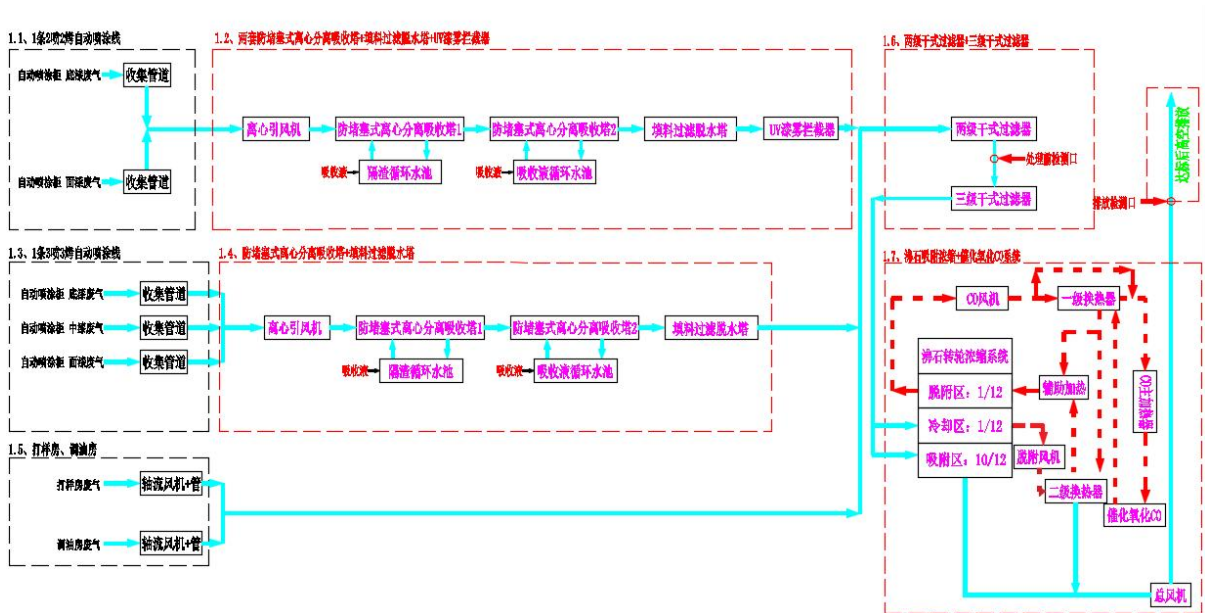 1.1、1条2喷2烤自动喷涂线
自动喷涂柜 底漆废气
收集管道
自动喷涂柜 面漆废气
收集管道
1.2、两套防堵塞式离心分离吸收塔+填料过滤脱水塔+UV漆雾拦截器
离心引风机
防堵塞式离心分离吸收塔1
防堵塞式离心分离吸收塔2
填料过滤脱水塔
UV漆雾拦截器
吸收液
隔渣循环水池
吸收液
吸收液循环水池
1.3、1条3喷3烤自动喷涂线
自动喷涂柜 底漆废气
收集管道
自动喷涂柜 中漆废气
收集管道
自动喷涂柜 面漆废气
收集管道
1.4、防堵塞式离心分离吸收塔+填料过滤脱水塔
离心引风机
防堵塞式离心分离吸收塔1
防堵塞式离心分离吸收塔2
填料过滤脱水塔
吸收液
隔渣循环水池
吸收液
吸收液循环水池
1.5、打样房、调油房
打样房废气
轴流风机+管
调油房废气
轴流风机+管
1.6、两级干式过滤器+三级干式过滤器
两级干式过滤器
处理前检测口
三级干式过滤器
达标后高空排放
排放检测口
1.7、沸石吸附浓缩+催化氧化CO系统
CO风机
一级换热器
沸石转轮浓缩系统
脱附区：1/12
冷却区：1/12
吸附区：10/12
辅助加热
CO主加热器
脱附风机
二级换热器
催化氧化CO
总风机